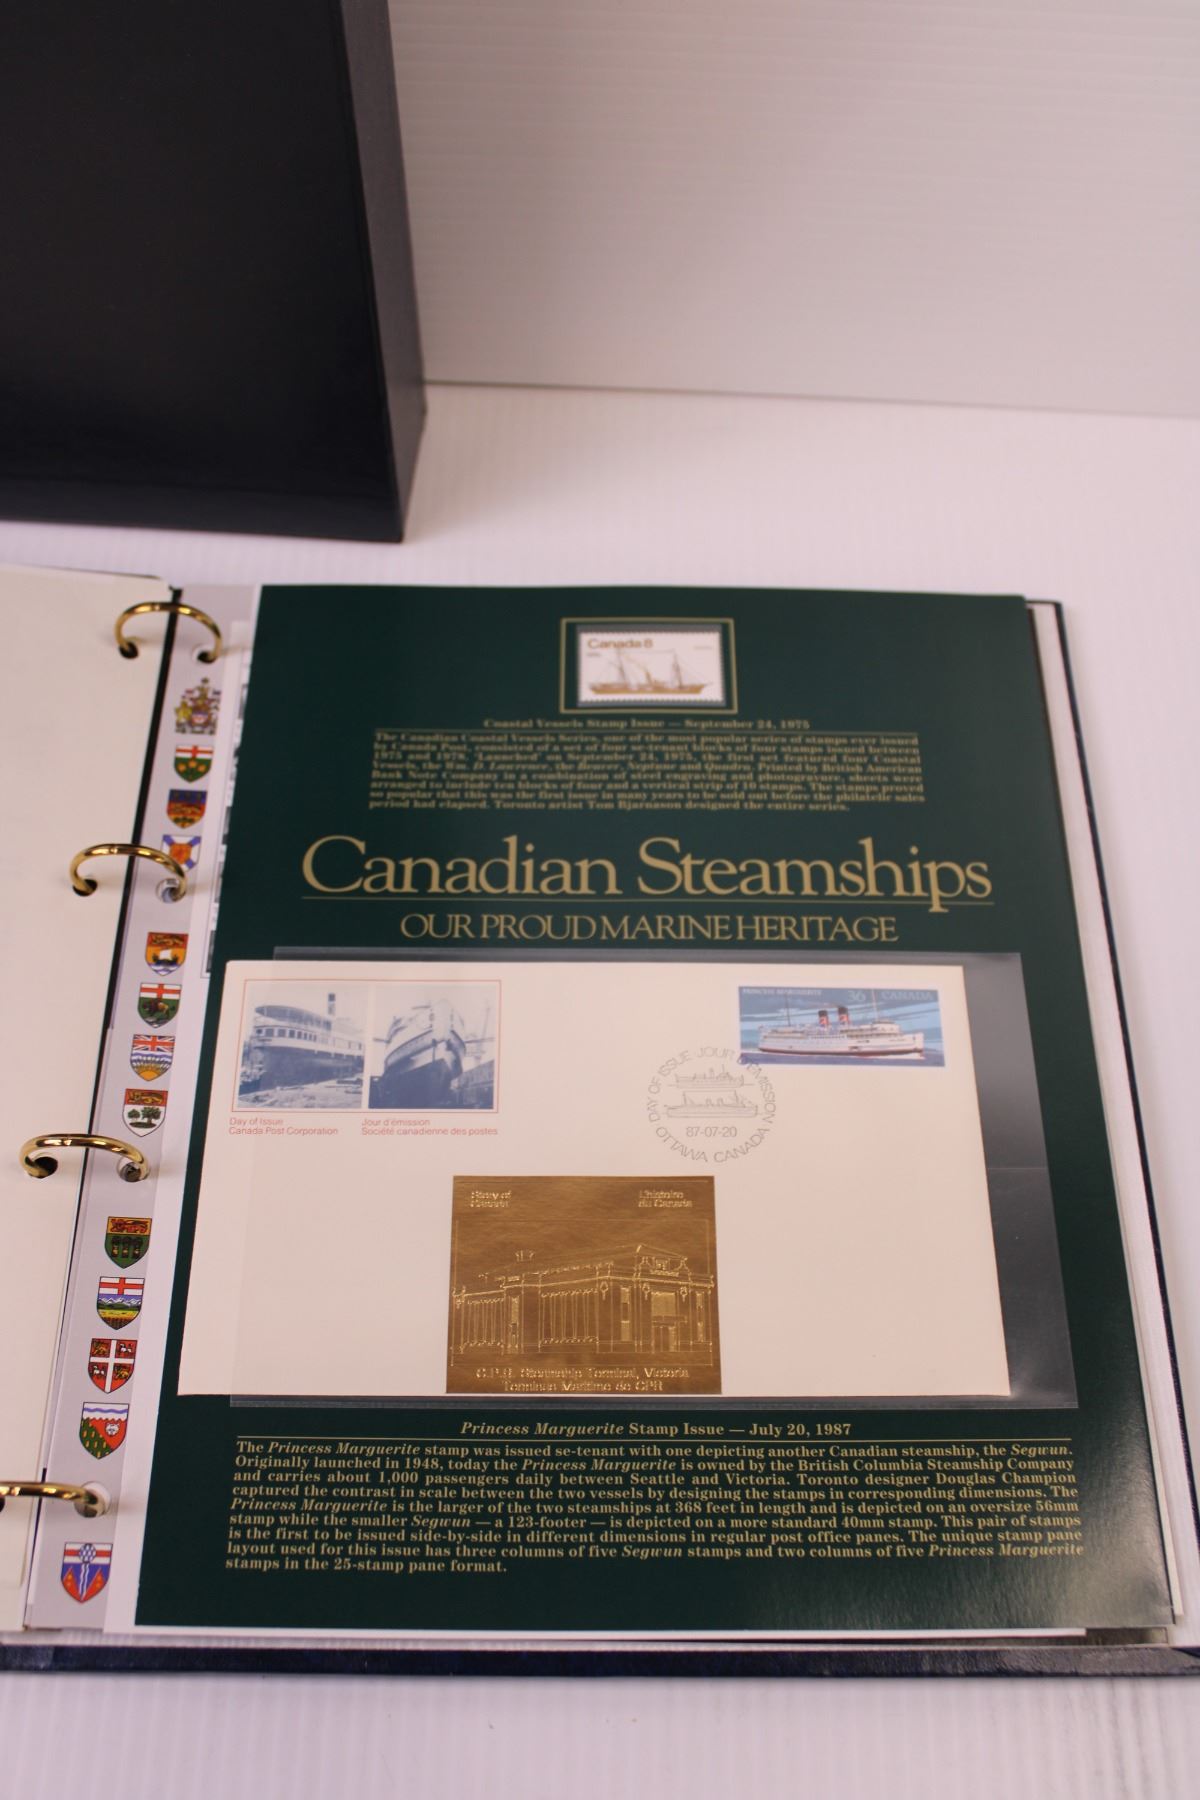 Canada 8
Coastal Vessels Stamp Issue — September 24, 1975
The Canadian Coastal Vessels Series, one of the most popular series of stamps ever issued
by Canada Post, consisted of a set of four se-tenant blocks of four stamps issued between
1975 and 1978. "Launched" on September 24, 1975, the first set featured four Coastal
Vessels, the Wm. D. Lawrence, the Beaver, Neptune and Quadra. Printed by British American
Bank Note Company in a combination of steel engraving and photogravure, sheets were
arranged to include ten blocks of four and a vertical strip of 10 stamps. The stamps proved
so popular that this was the first issue in many years to be sold out before the philatelic sales
period had elapsed. Toronto artist Tom Bjarnason designed the entire series.
Canadian Steamships
OUR PROUD MARINE HERITAGE
PRINCESS MARGUERITE 36 CANADA
Day of Issue
Canada Post Corporation
Jour d'émission
Société canadienne des postes
DAY OF ISSUE JOUR D'ÉMISSION
87-07-20
OTTAWA CANADA
Story of
Canada
L'histoire
du Canada
C.P.R. Steamship Terminal, Victoria
Terminus Maritime de CPR
Princess Marguerite Stamp Issue — July 20, 1987
The Princess Marguerite stamp was issued se-tenant with one depicting another Canadian steamship, the Segwun.
Originally launched in 1948, today the Princess Marguerite is owned by the British Columbia Steamship Company
and carries about 1,000 passengers daily between Seattle and Victoria. Toronto designer Douglas Champion
captured the contrast in scale between the two vessels by designing the stamps in corresponding dimensions. The
Princess Marguerite is the larger of the two steamships at 368 feet in length and is depicted on an oversize 56mm
stamp while the smaller Segwun — a 123-footer — is depicted on a more standard 40mm stamp. This pair of stamps
is the first to be issued side-by-side in different dimensions in regular post office panes. The unique stamp pane
layout used for this issue has three columns of five Segwun stamps and two columns of five Princess Marguerite
stamps in the 25-stamp pane format.